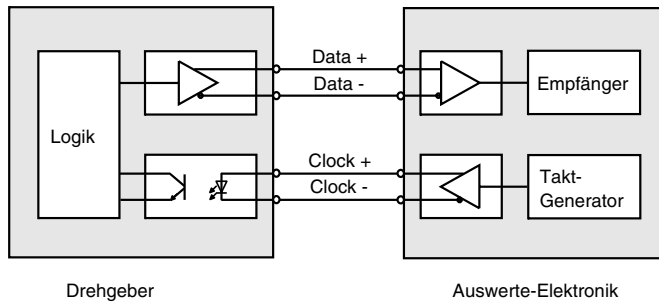 Data +
Data -
Logik
Empfänger
Clock +
Clock -
Takt-
Generator
Drehgeber
Auswerte-Elektronik